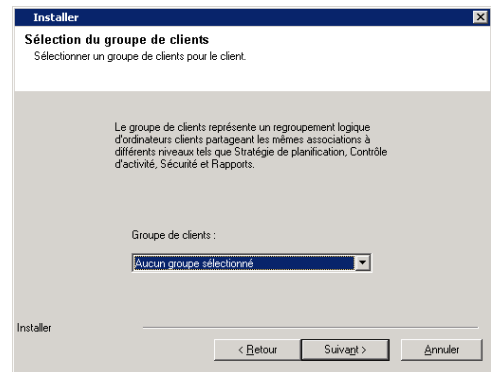 Installer
Sélection du groupe de clients
Sélectionner un groupe de clients pour le client.
Le groupe de clients représente un regroupement logique
d'ordinateurs clients partageant les mêmes associations à
différents niveaux tels que Stratégie de planification, Contrôle
d'activité, Sécurité et Rapports.
Groupe de clients :
Aucun groupe sélectionné
Installer
< Retour Suivant > Annuler